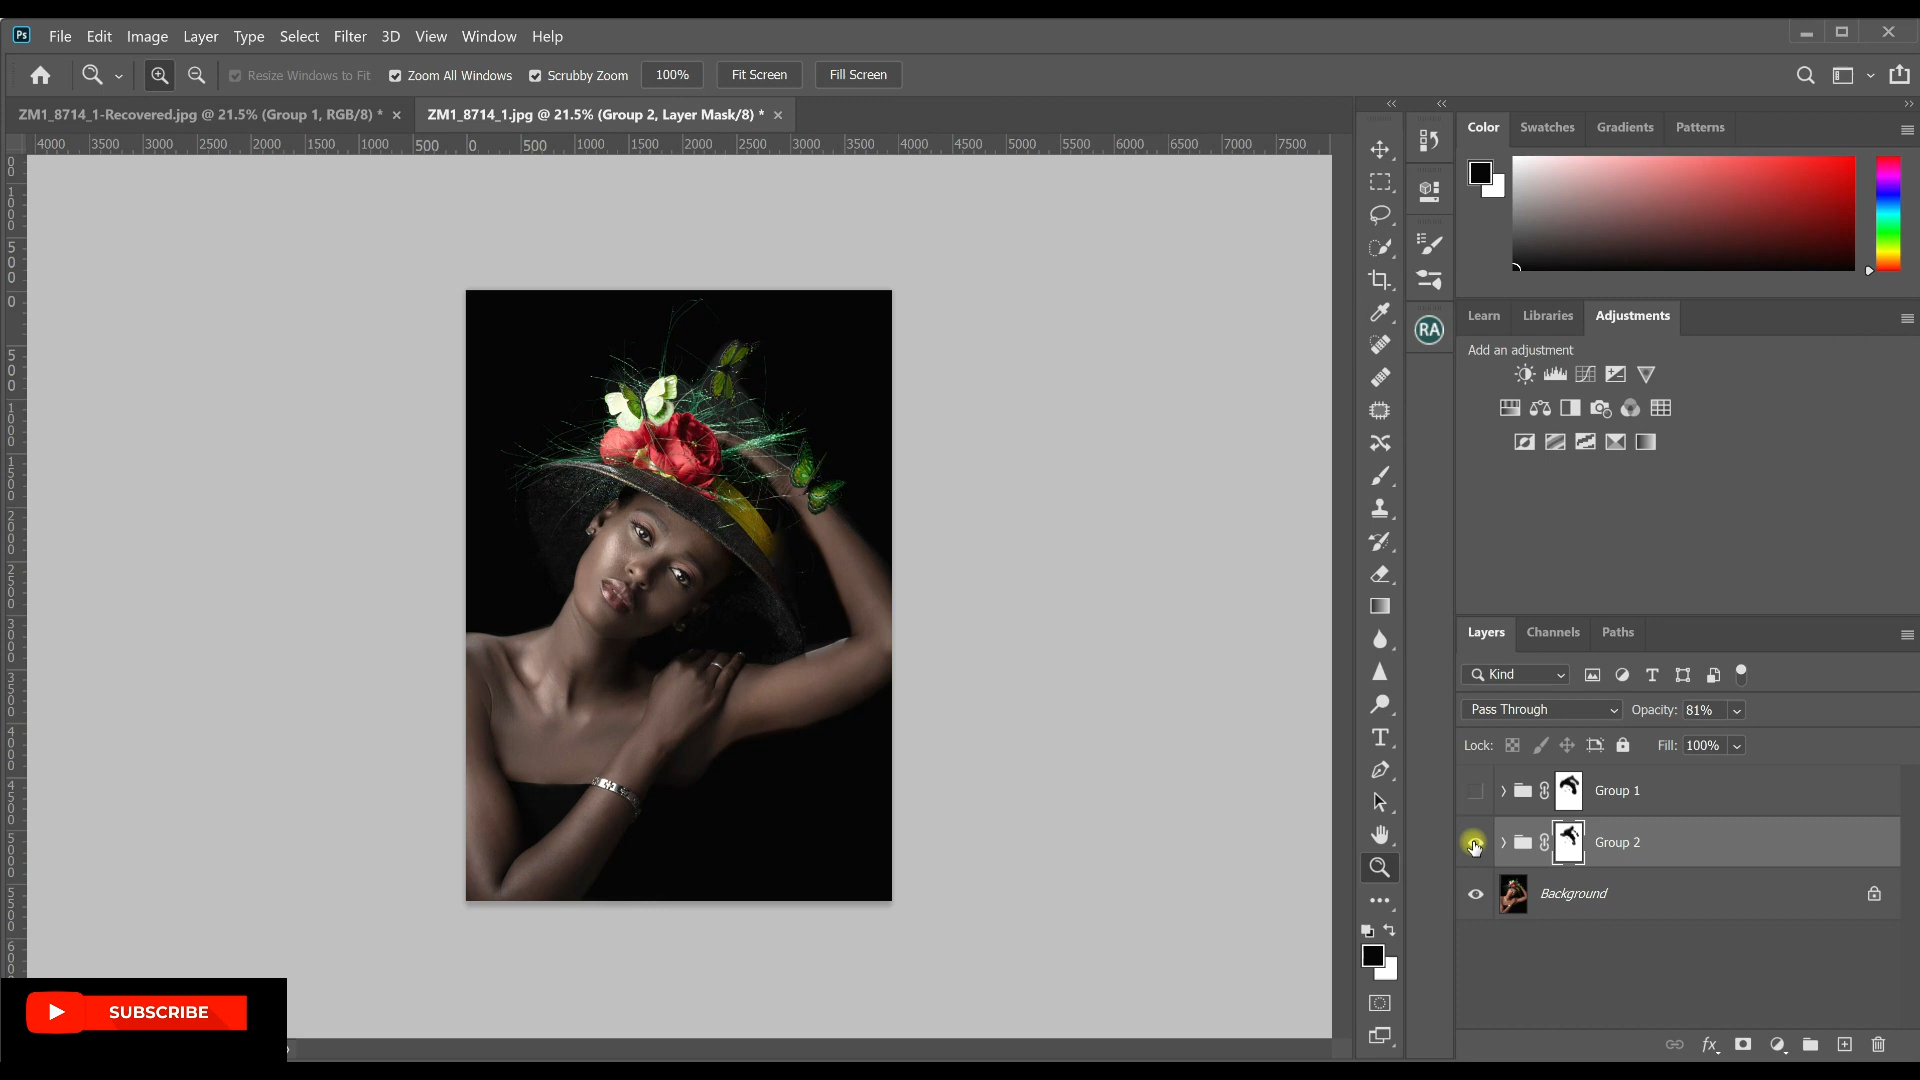 Ps File Edit Image Layer Type Select Filter 3D View Window Help
Resize Windows to Fit Zoom All Windows Scrubby Zoom 100% Fit Screen Fill Screen
ZM1_8714_1-Recovered.jpg @ 21.5% (Group 1, RGB/8) * × ZM1_8714_1.jpg @ 21.5% (Group 2, Layer Mask/8) * ×
4000 3500 3000 2500 2000 1500 1000 500 0 500 1000 1500 2000 2500 3000 3500 4000 4500 5000 5500 6000 6500 7000 7500
Color Swatches Gradients Patterns
Learn Libraries Adjustments
RA
Add an adjustment
Layers Channels Paths
Kind
Pass Through Opacity: 81%
Lock: Fill: 100%
Group 1
Group 2
Background
fx
SUBSCRIBE